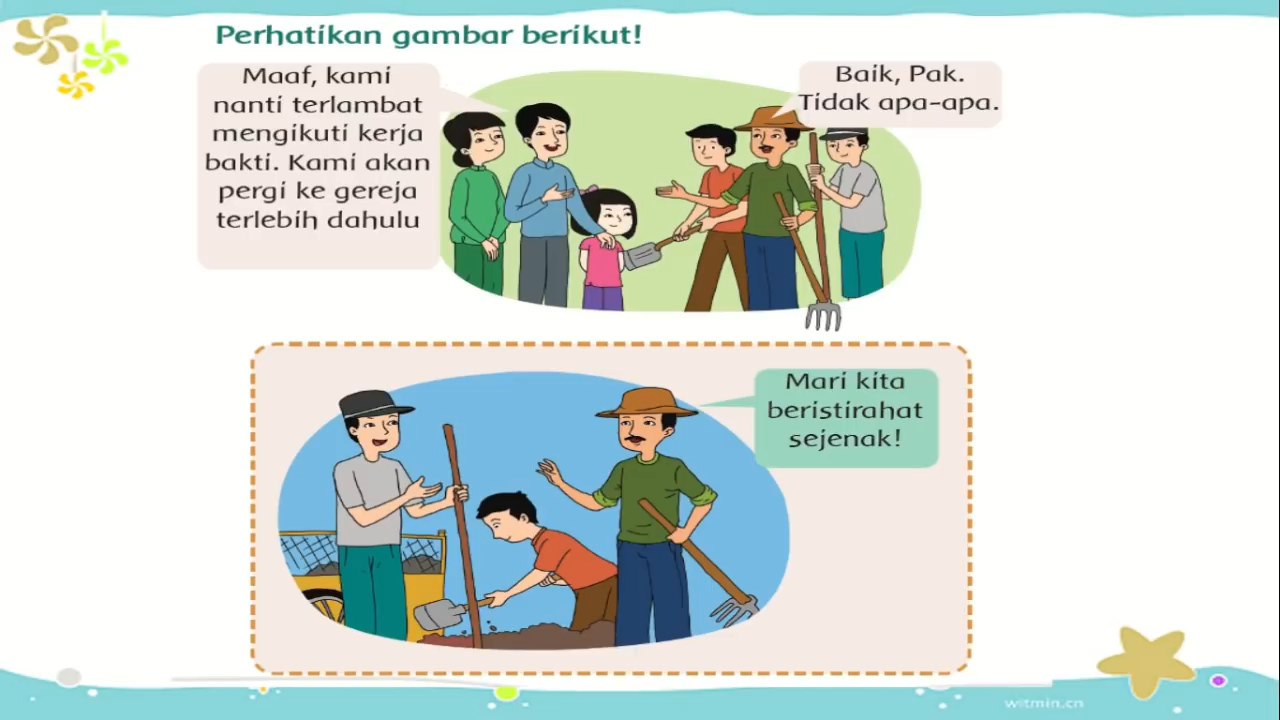 Perhatikan gambar berikut!
Maaf, kami
nanti terlambat
mengikuti kerja
bakti. Kami akan
pergi ke gereja
terlebih dahulu
Baik, Pak.
Tidak apa-apa.
Mari kita
beristirahat
sejenak!
witmin.cn